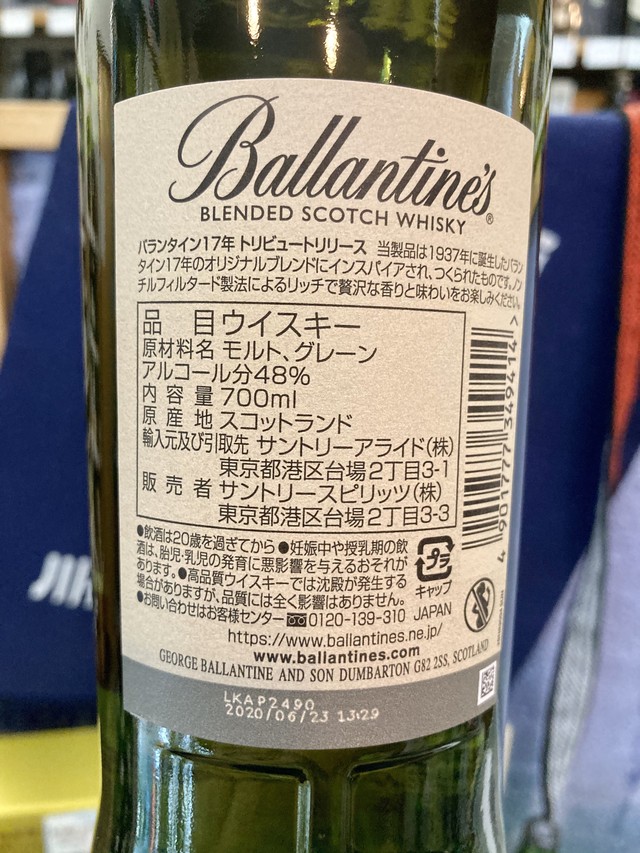 Ballantine's®
BLENDED SCOTCH WHISKY
バランタイン17年 トリビュートリリース 当製品は1937年に誕生したバラン
タイン17年のオリジナルブレンドにインスパイアされ、つくられたものです。ノン
チルフィルタード製法によるリッチで贅沢な香りと味わいをお楽しみください。
品 目 ウイスキー
原材料名 モルト、グレーン
アルコール分48%
内容量 700ml
原産地 スコットランド
輸入元及び引取先 サントリーアライド(株)
東京都港区台場2丁目3-1
販売者 サントリースピリッツ(株)
東京都港区台場2丁目3-3
4 901777 349414 >
●飲酒は20歳を過ぎてから ●妊娠中や授乳期の飲
酒は、胎児・乳児の発育に悪影響を与えるおそれが
あります。●高品質ウイスキーでは沈殿が発生する
場合がありますが、品質には全く影響はありません。
●お問い合わせはお客様センター 0120-139-310 JAPAN
プラ
キャップ
https://www.ballantines.ne.jp/
www.ballantines.com
GEORGE BALLANTINE AND SON DUMBARTON G82 2SS, SCOTLAND
LKAP2490
2020/06/23 13:29